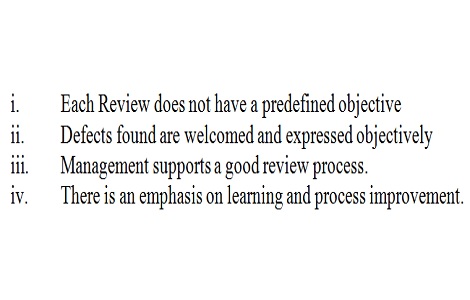 i. Each Review does not have a predefined objective
ii. Defects found are welcomed and expressed objectively
iii. Management supports a good review process.
iv. There is an emphasis on learning and process improvement.